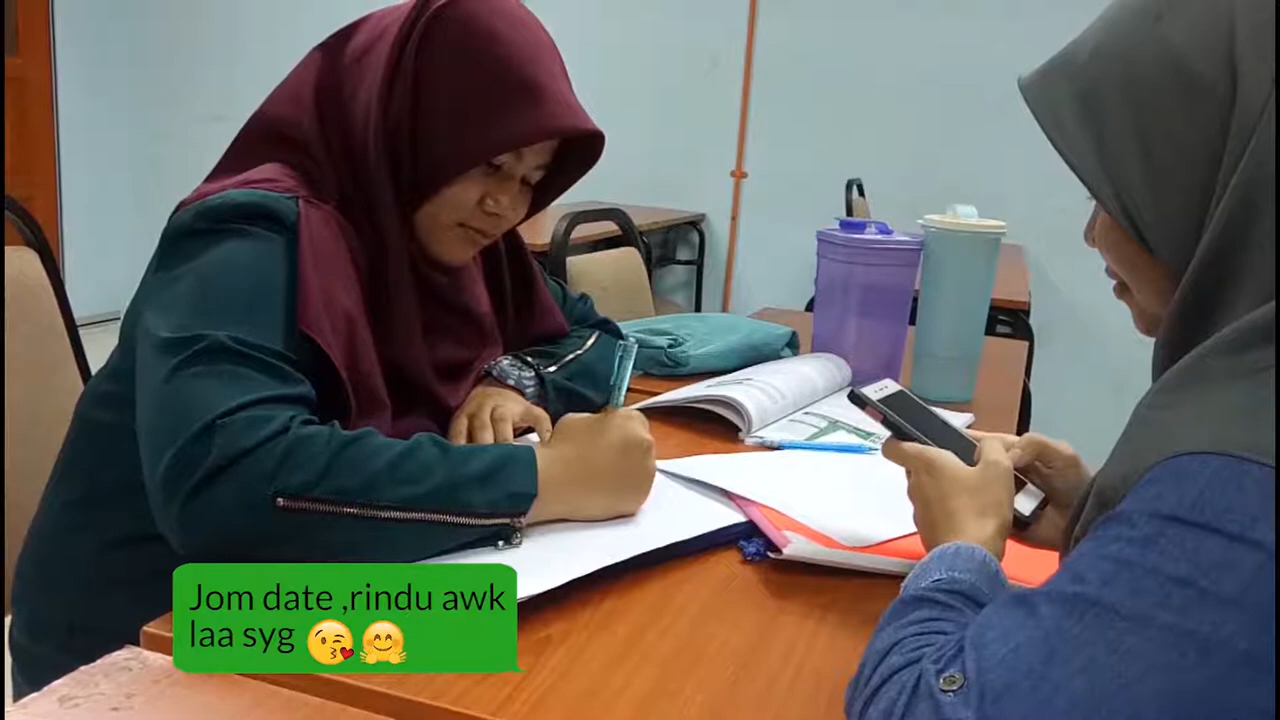 Jom date ,rindu awk
laa syg 😘🤗